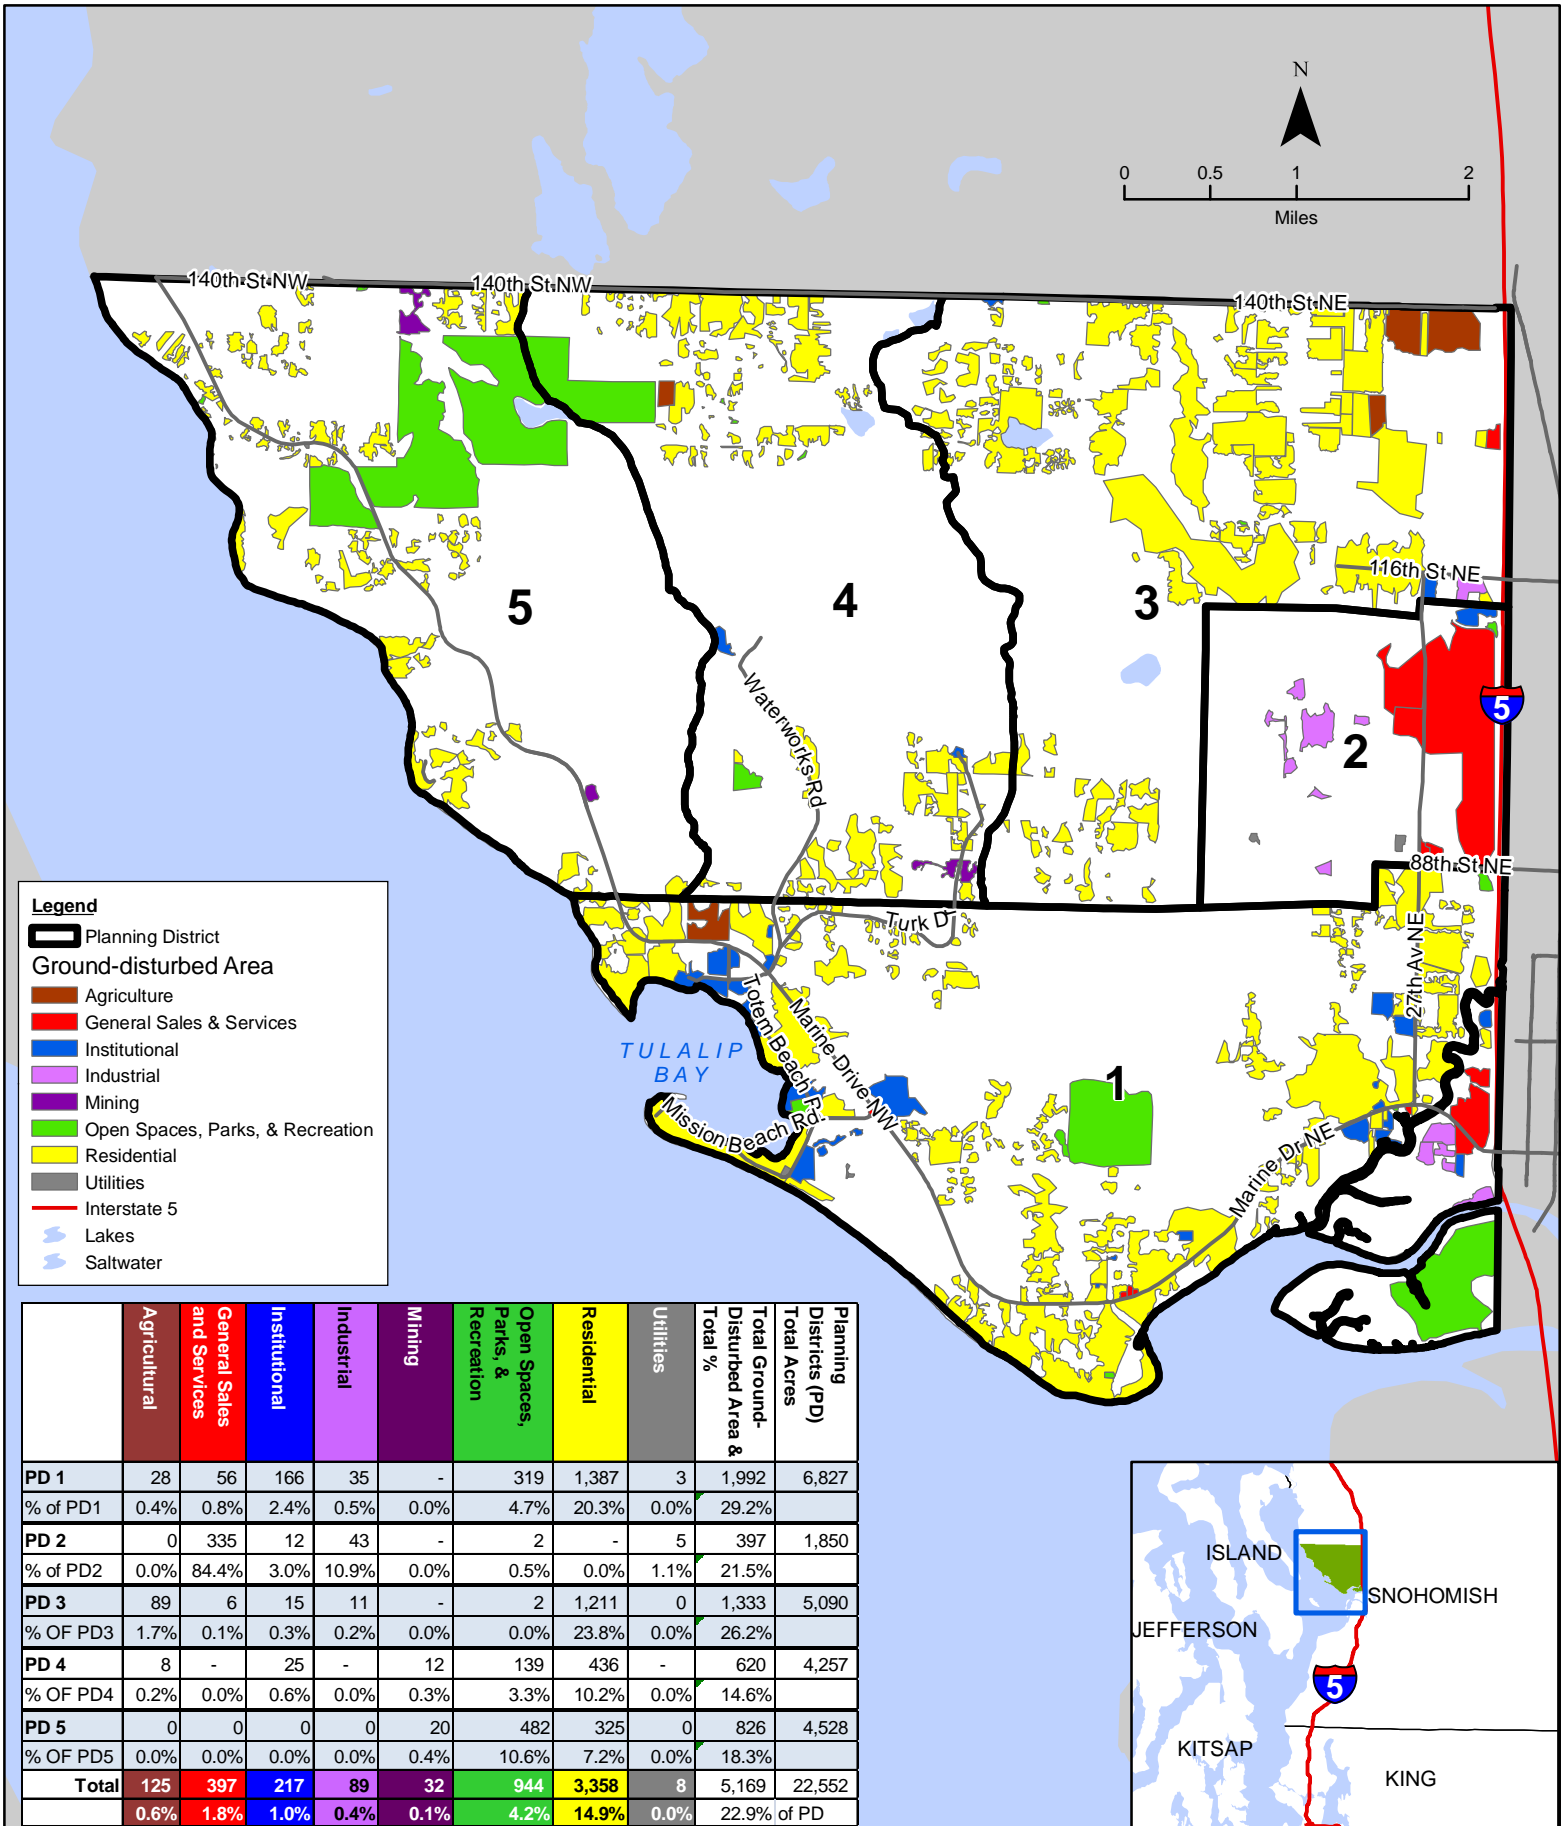 N
0 0.5 1 2
Miles
140th St NW
140th St NW
140th St NE
116th St NE
5
4
3
2
5
Waterworks Rd
88th St NE
Turk D
27th Av NE
Totem Beach R
Marine Drive NW
TULALIP
BAY
1
Mission Beach Rd.
Marine Dr NE
Legend
Planning District
Ground-disturbed Area
Agriculture
General Sales & Services
Institutional
Industrial
Mining
Open Spaces, Parks, & Recreation
Residential
Utilities
Interstate 5
Lakes
Saltwater
Agricultural
General Sales
and Services
Institutional
Industrial
Mining
Open Spaces,
Parks, &
Recreation
Residential
Utilities
Total Ground-
Disturbed Area &
Total %
Planning
Districts (PD)
Total Acres
PD 1 28 56 166 35 - 319 1,387 3 1,992 6,827
% of PD1 0.4% 0.8% 2.4% 0.5% 0.0% 4.7% 20.3% 0.0% 29.2%
PD 2 0 335 12 43 - 2 - 5 397 1,850
% of PD2 0.0% 84.4% 3.0% 10.9% 0.0% 0.5% 0.0% 1.1% 21.5%
PD 3 89 6 15 11 - 2 1,211 0 1,333 5,090
% OF PD3 1.7% 0.1% 0.3% 0.2% 0.0% 0.0% 23.8% 0.0% 26.2%
PD 4 8 - 25 - 12 139 436 - 620 4,257
% OF PD4 0.2% 0.0% 0.6% 0.0% 0.3% 3.3% 10.2% 0.0% 14.6%
PD 5 0 0 0 0 20 482 325 0 826 4,528
% OF PD5 0.0% 0.0% 0.0% 0.0% 0.4% 10.6% 7.2% 0.0% 18.3%
Total 125 397 217 89 32 944 3,358 8 5,169 22,552
0.6% 1.8% 1.0% 0.4% 0.1% 4.2% 14.9% 0.0% 22.9% of PD
ISLAND
SNOHOMISH
JEFFERSON
5
KITSAP
KING